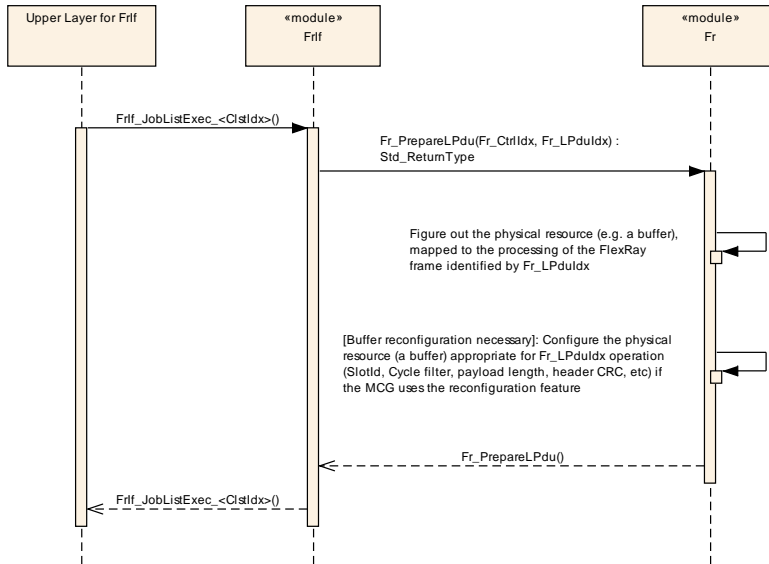 Upper Layer for FrIf
«module»
FrIf
«module»
Fr
FrIf_JobListExec_<ClstIdx>()
Fr_PrepareLPdu(Fr_CtrlIdx, Fr_LPduIdx) :
Std_ReturnType
Figure out the physical resource (e.g. a buffer),
mapped to the processing of the FlexRay
frame identified by Fr_LPduIdx
[Buffer reconfiguration necessary]: Configure the physical
resource (a buffer) appropriate for Fr_LPduIdx operation
(SlotId, Cycle filter, payload length, header CRC, etc) if
the MCG uses the reconfiguration feature
Fr_PrepareLPdu()
FrIf_JobListExec_<ClstIdx>()